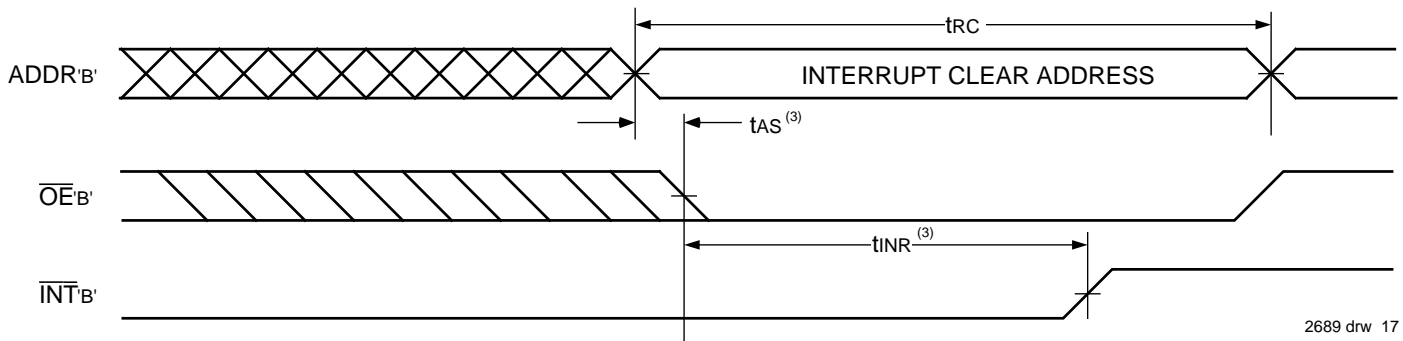 tRC
ADDR'B'
INTERRUPT CLEAR ADDRESS
tAS (3)
OE'B'
tINR (3)
INT'B'
2689 drw 17